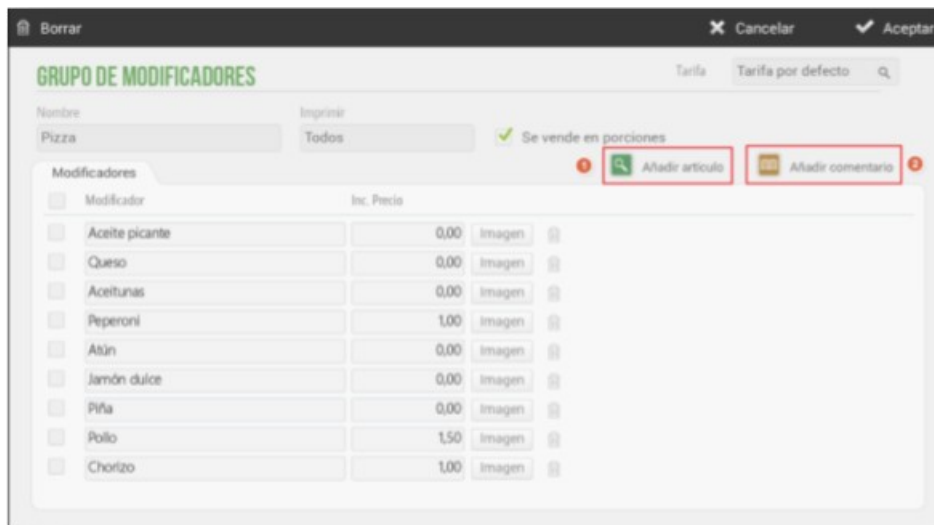 Borrar Cancelar Aceptar
GRUPO DE MODIFICADORES Tarifa Tarifa por defecto
Nombre Imprimir
Pizza Todos Se vende en porciones
Modificadores 1 Añadir artículo Añadir comentario 2
Modificador Inc. Precio
Aceite picante 0,00 Imagen
Queso 0,00 Imagen
Aceitunas 0,00 Imagen
Peperoni 1,00 Imagen
Atún 0,00 Imagen
Jamón dulce 0,00 Imagen
Piña 0,00 Imagen
Pollo 1,50 Imagen
Chorizo 1,00 Imagen